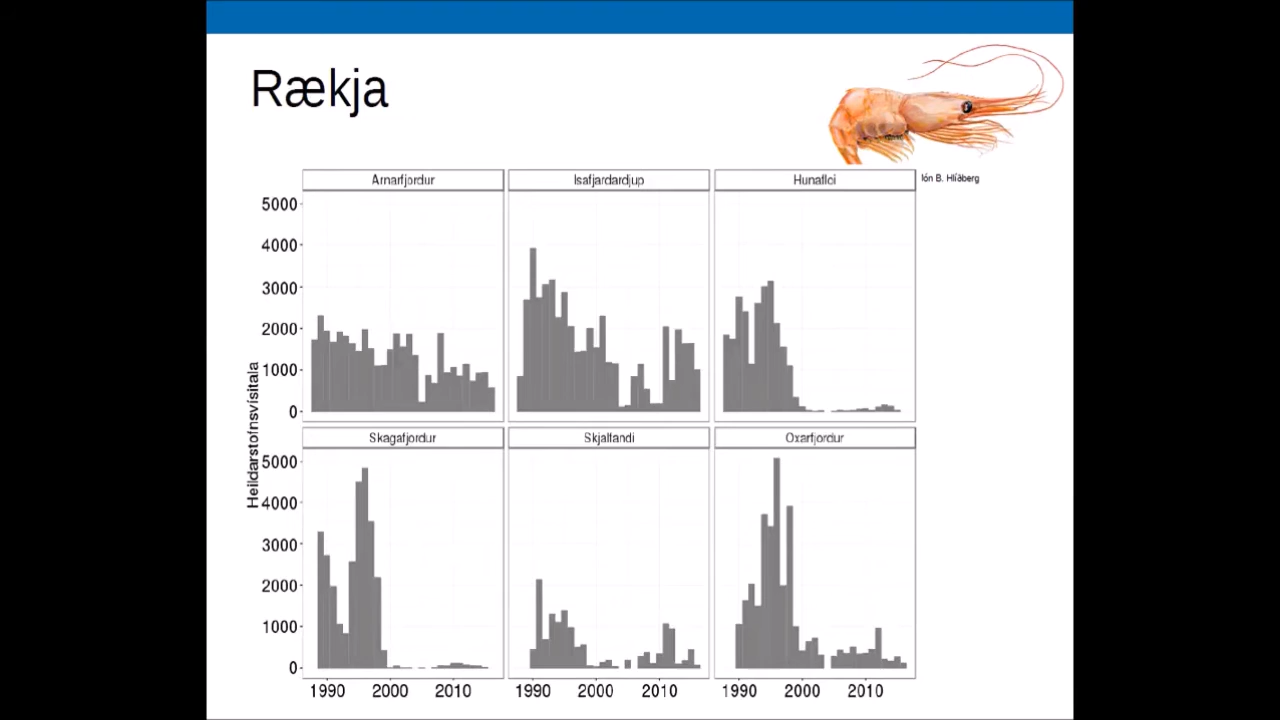 Rækja
Jón B. Hlíðberg
Arnarfjordur
Isafjardardjup
Hunafloi
5000
4000
3000
2000
1000
0
Heildarstofnsvísitala
Skagafjordur
Skjalfandi
Oxarfjordur
5000
4000
3000
2000
1000
0
1990 2000 2010
1990 2000 2010
1990 2000 2010